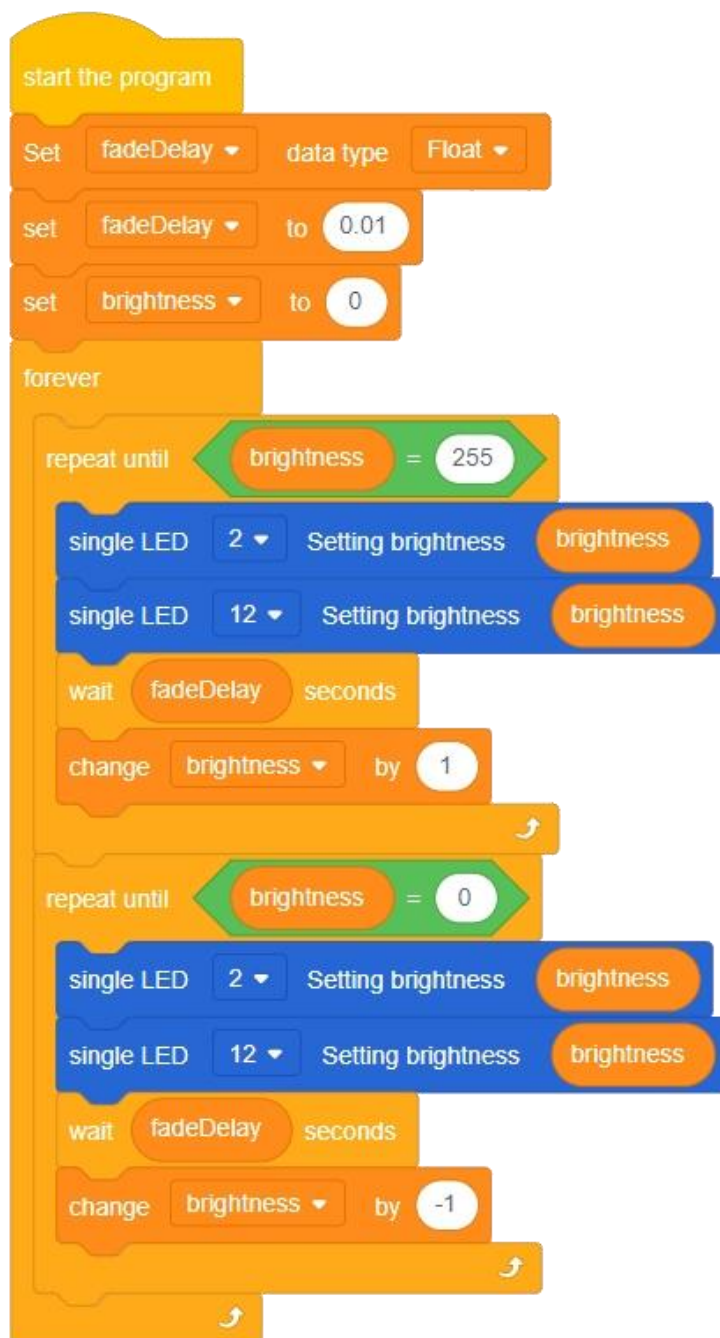 start the program
Set fadeDelay data type Float
set fadeDelay to 0.01
set brightness to 0
forever
repeat until brightness = 255
single LED 2 Setting brightness brightness
single LED 12 Setting brightness brightness
wait fadeDelay seconds
change brightness by 1
repeat until brightness = 0
single LED 2 Setting brightness brightness
single LED 12 Setting brightness brightness
wait fadeDelay seconds
change brightness by -1